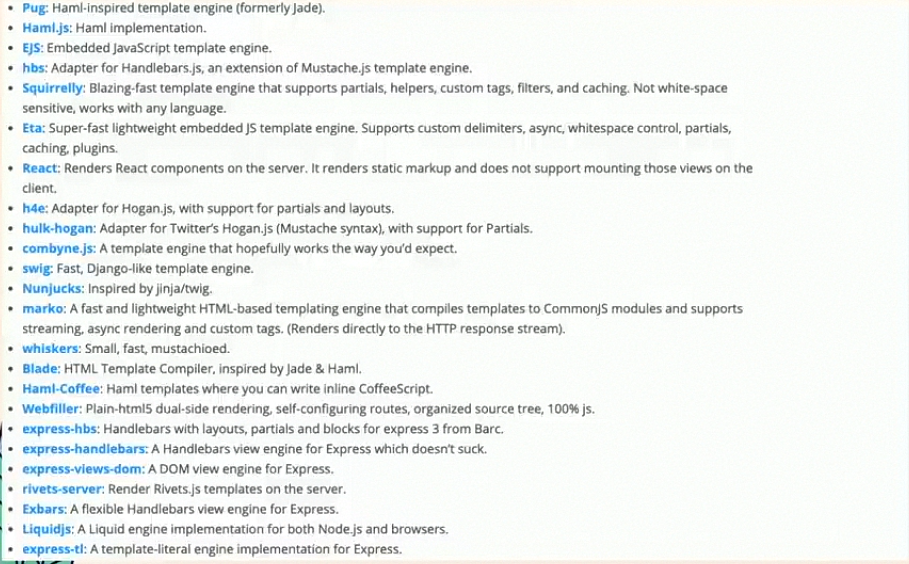 • Pug: Haml-inspired template engine (formerly Jade).
• Haml.js: Haml implementation.
• EJS: Embedded JavaScript template engine.
• hbs: Adapter for Handlebars.js, an extension of Mustache.js template engine.
• Squirrelly: Blazing-fast template engine that supports partials, helpers, custom tags, filters, and caching. Not white-space
sensitive, works with any language.
• Eta: Super-fast lightweight embedded JS template engine. Supports custom delimiters, async, whitespace control, partials,
caching, plugins.
• React: Renders React components on the server. It renders static markup and does not support mounting those views on the
client.
• h4e: Adapter for Hogan.js, with support for partials and layouts.
• hulk-hogan: Adapter for Twitter’s Hogan.js (Mustache syntax), with support for Partials.
• combyne.js: A template engine that hopefully works the way you’d expect.
• swig: Fast, Django-like template engine.
• Nunjucks: Inspired by jinja/twig.
• marko: A fast and lightweight HTML-based templating engine that compiles templates to CommonJS modules and supports
streaming, async rendering and custom tags. (Renders directly to the HTTP response stream).
• whiskers: Small, fast, mustachioed.
• Blade: HTML Template Compiler, inspired by Jade & Haml.
• Haml-Coffee: Haml templates where you can write inline CoffeeScript.
• Webfiller: Plain-html5 dual-side rendering, self-configuring routes, organized source tree, 100% js.
• express-hbs: Handlebars with layouts, partials and blocks for express 3 from Barc.
• express-handlebars: A Handlebars view engine for Express which doesn’t suck.
• express-views-dom: A DOM view engine for Express.
• rivets-server: Render Rivets.js templates on the server.
• Exbars: A flexible Handlebars view engine for Express.
• Liquidjs: A Liquid engine implementation for both Node.js and browsers.
• express-tl: A template-literal engine implementation for Express.